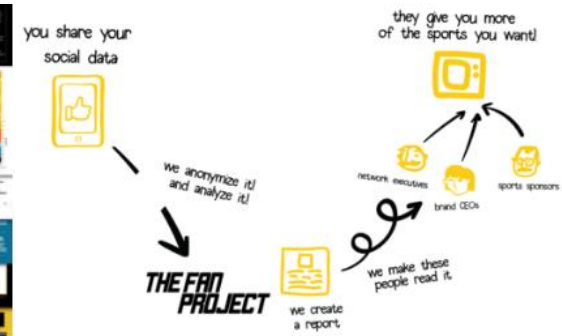 you share your
social data
we anonymize it!
and analyze it!
THE FAN
PROJECT
we create
a report
we make these
people read it
network executives
brand CEOs
sports sponsors
they give you more
of the sports you want!